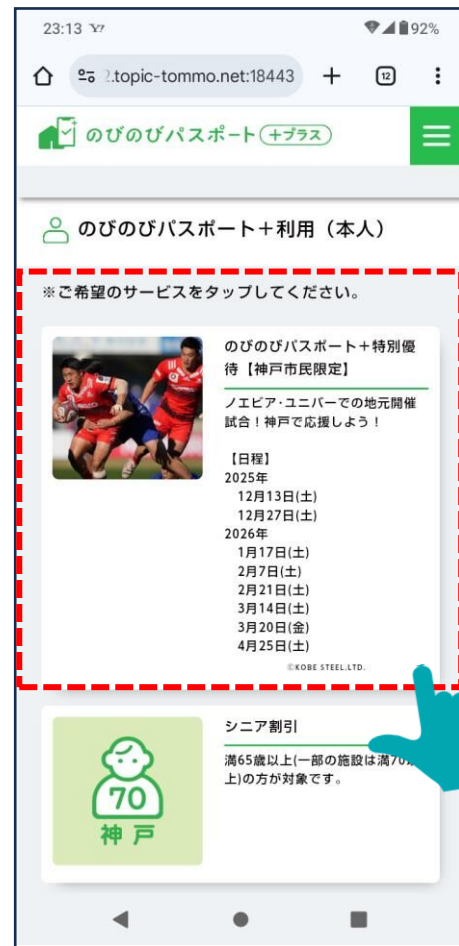 23:13
92%
2.topic-tommo.net:18443
12
のびのびパスポート+プラス
のびのびパスポート+利用（本人）
※ご希望のサービスをタップしてください。
のびのびパスポート+特別優
待【神戸市民限定】
ノエビア・ユニバーでの地元開催
試合！神戸で応援しよう！
【日程】
2025年
12月13日(土)
12月27日(土)
2026年
1月17日(土)
2月7日(土)
2月21日(土)
3月14日(土)
3月20日(金)
4月25日(土)
©KOBE STEEL,LTD.
シニア割引
満65歳以上(一部の施設は満70
上)の方が対象です。
70
神戸